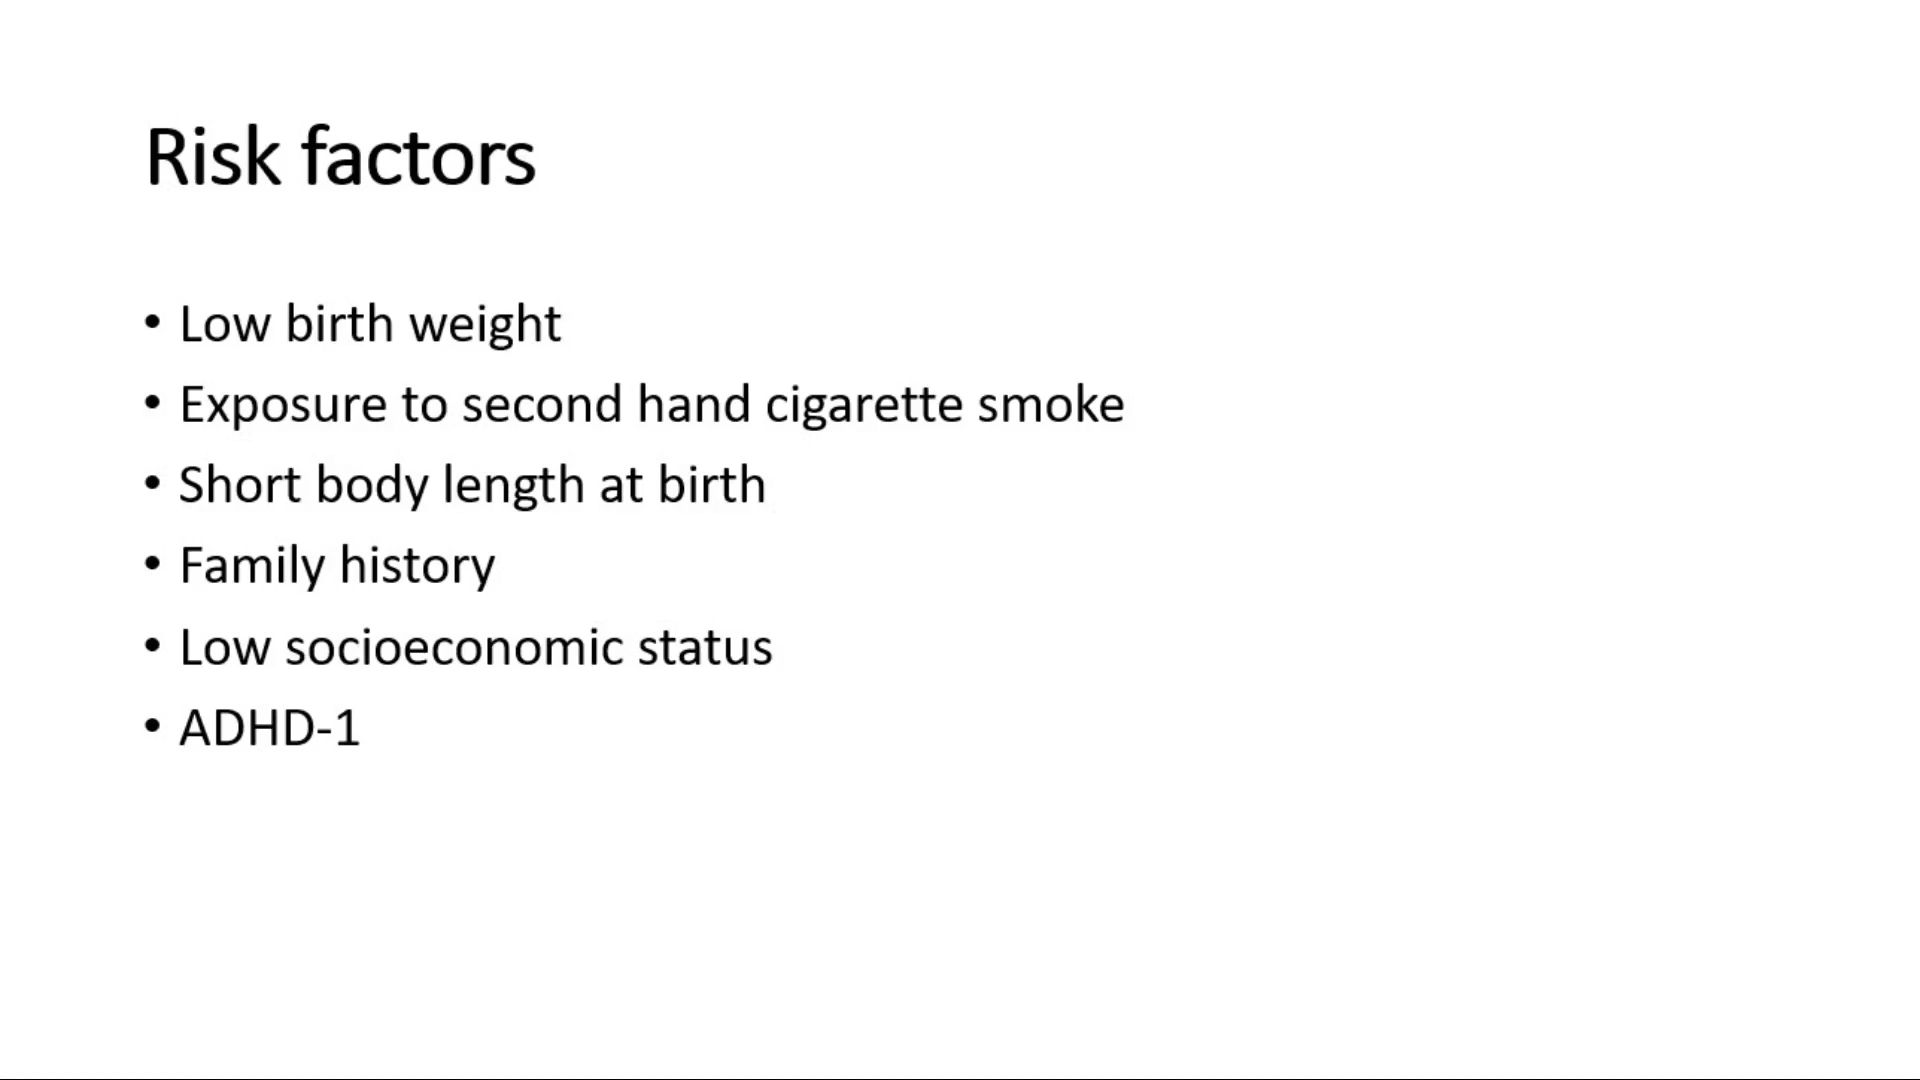 Risk factors
• Low birth weight
• Exposure to second hand cigarette smoke
• Short body length at birth
• Family history
• Low socioeconomic status
• ADHD-1